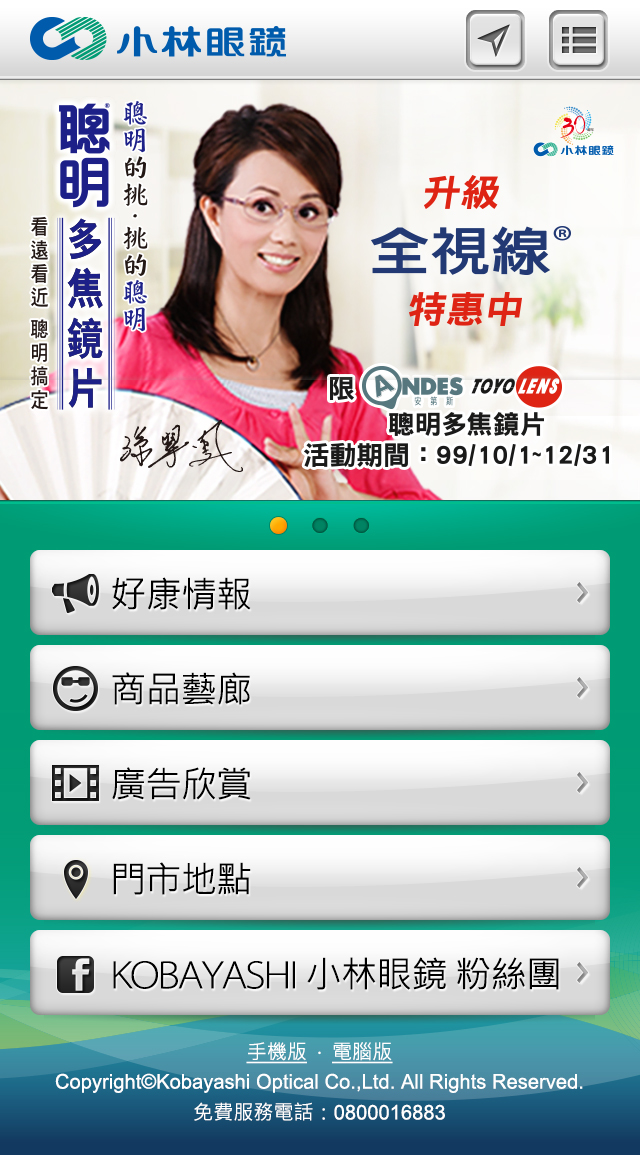 小林眼鏡
聰明的挑·挑的聰明
聰明
多焦鏡片
看遠看近 聰明搞定
30
小林眼鏡
升級
全視線®
特惠中
限 ANDES 安第斯 TOYO LENS
聰明多焦鏡片
活動期間：99/10/1~12/31
好康情報
商品藝廊
廣告欣賞
門市地點
KOBAYASHI 小林眼鏡 粉絲團
手機版 · 電腦版
Copyright©Kobayashi Optical Co.,Ltd. All Rights Reserved.
免費服務電話：0800016883